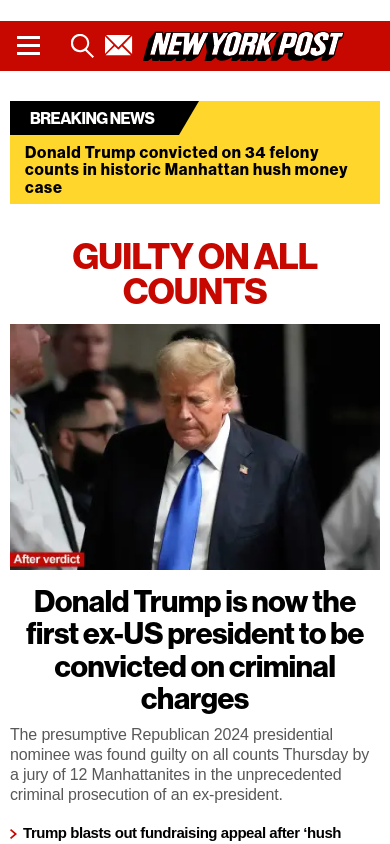 NEW YORK POST
BREAKING NEWS
Donald Trump convicted on 34 felony
counts in historic Manhattan hush money
case
GUILTY ON ALL
COUNTS
After verdict
Donald Trump is now the
first ex-US president to be
convicted on criminal
charges
The presumptive Republican 2024 presidential
nominee was found guilty on all counts Thursday by
a jury of 12 Manhattanites in the unprecedented
criminal prosecution of an ex-president.
Trump blasts out fundraising appeal after ‘hush